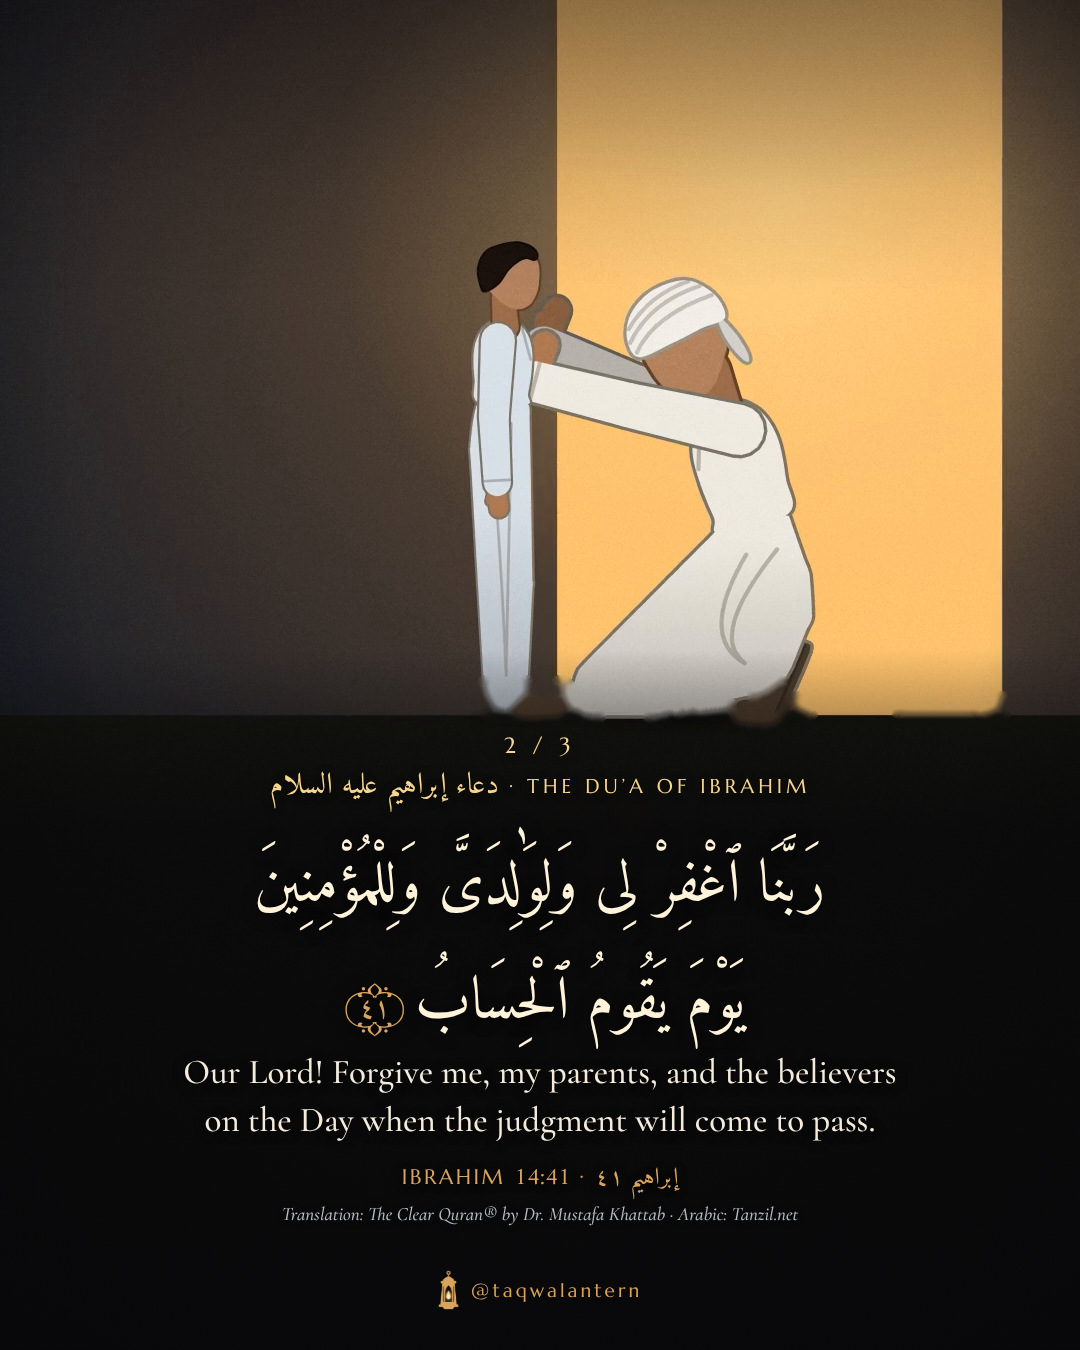 2 / 3
دعاء إبراهيم عليه السلام · THE DU’A OF IBRAHIM
رَبَّنَا ٱغْفِرْ لِى وَلِوَٰلِدَىَّ وَلِلْمُؤْمِنِينَ
يَوْمَ يَقُومُ ٱلْحِسَابُ ٤١
Our Lord! Forgive me, my parents, and the believers
on the Day when the judgment will come to pass.
IBRAHIM 14:41 · إبراهيم ٤١
Translation: The Clear Quran® by Dr. Mustafa Khattab · Arabic: Tanzil.net
@taqwalantern